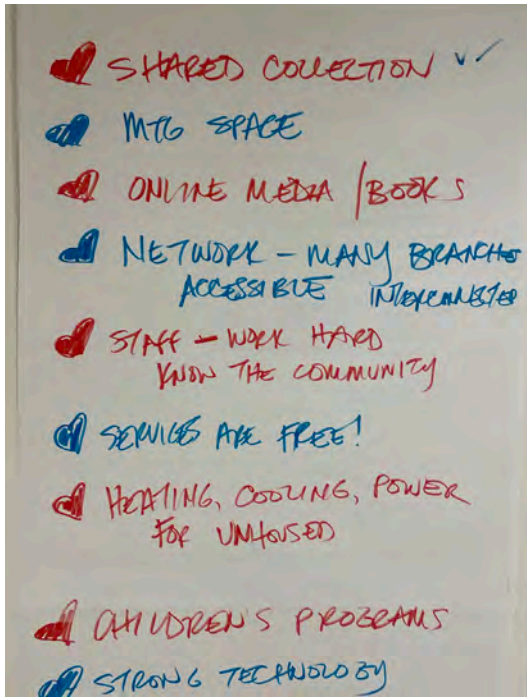 SHARED COLLECTION ✓✓
MTG SPACE
ONLINE MEDIA / BOOKS
NETWORK – MANY BRANCHES
ACCESSIBLE INTERCONNECTED
STAFF – WORK HARD
KNOW THE COMMUNITY
SERVICES ARE FREE!
HEATING, COOLING, POWER
FOR UNHOUSED
CHILDREN'S PROGRAMS
STRONG TECHNOLOGY